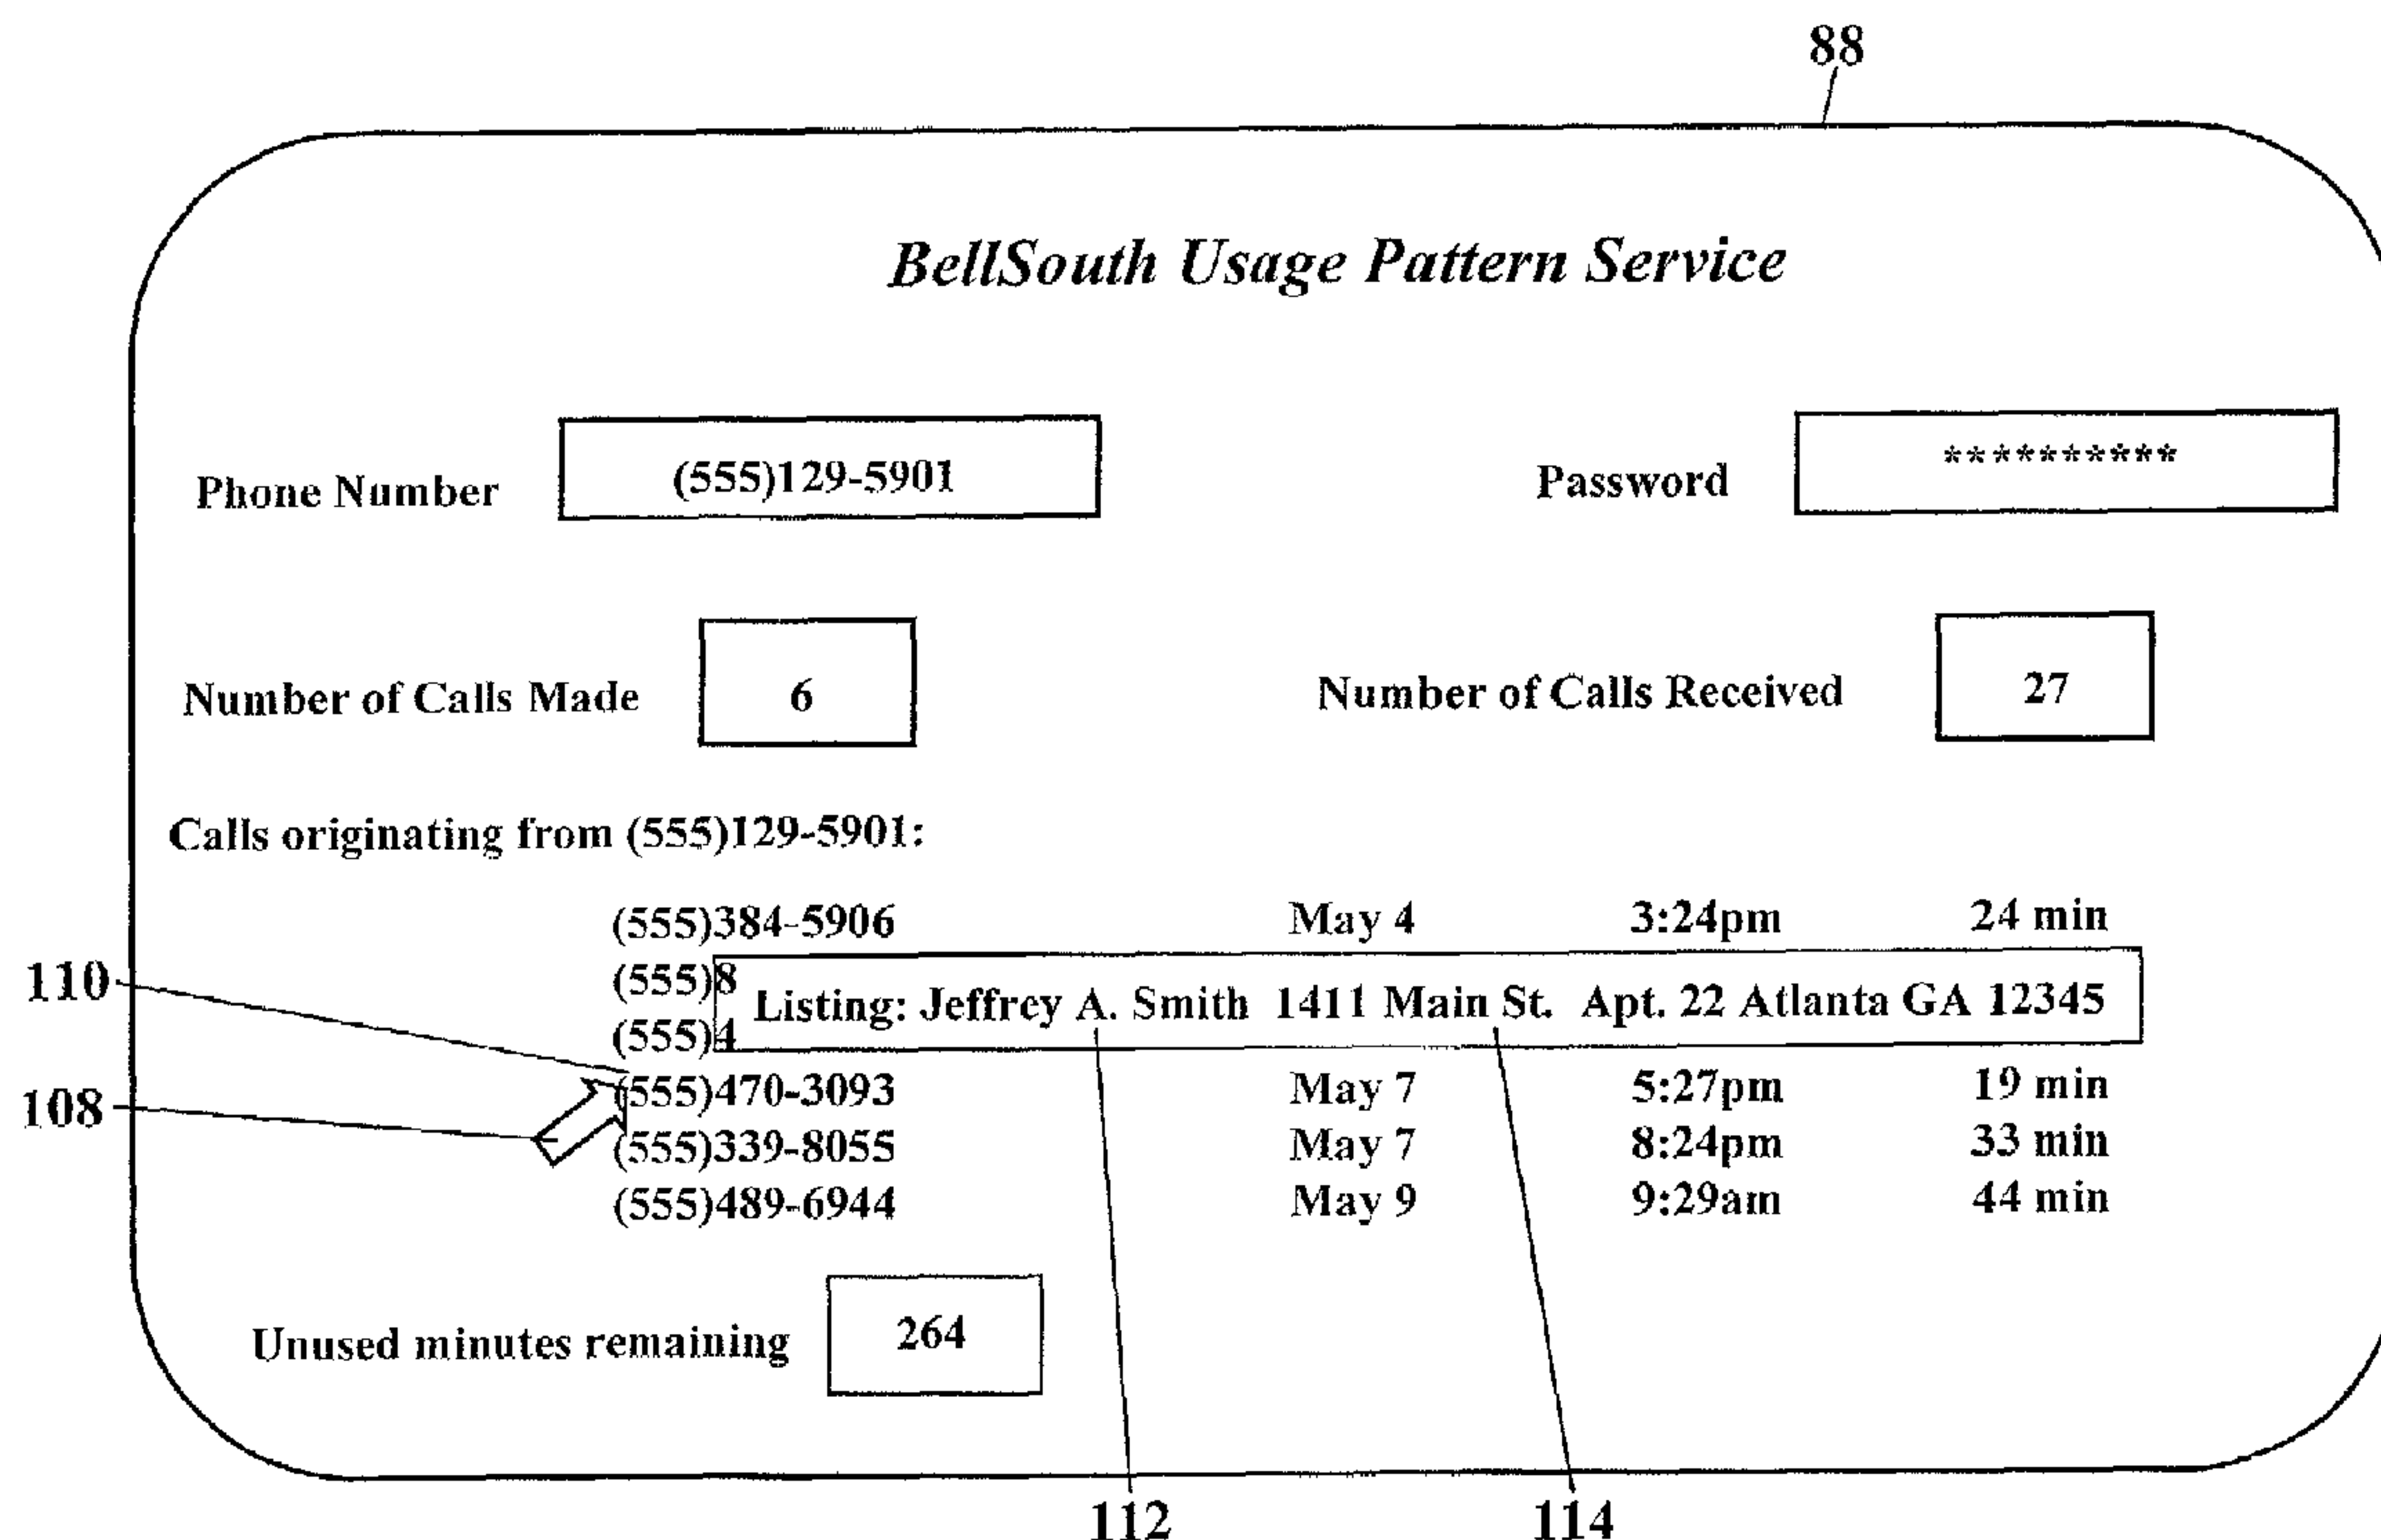 88
BellSouth Usage Pattern Service
Phone Number (555)129-5901 Password **********
Number of Calls Made 6 Number of Calls Received 27
Calls originating from (555)129-5901:
(555)384-5906 May 4 3:24pm 24 min
110 (555)8
Listing: Jeffrey A. Smith 1411 Main St. Apt. 22 Atlanta GA 12345
(555)4
(555)470-3093 May 7 5:27pm 19 min
108
(555)339-8055 May 7 8:24pm 33 min
(555)489-6944 May 9 9:29am 44 min
Unused minutes remaining 264
112 114